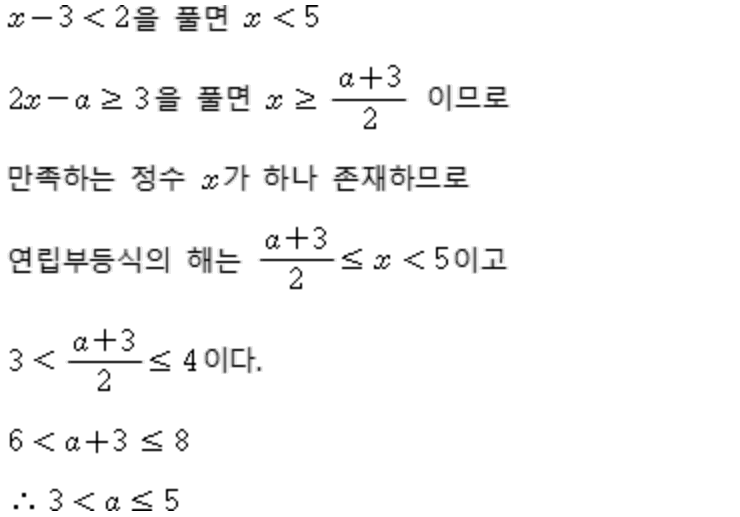 x－3＜2을 풀면 x＜5
2x－a≥3을 풀면 x≥ (a＋3)/2 이므로
만족하는 정수 x가 하나 존재하므로
연립부등식의 해는 (a＋3)/2 ≤ x＜5이고
3＜(a＋3)/2≤ 4이다.
6＜a＋3 ≤ 8
∴ 3＜a ≤ 5